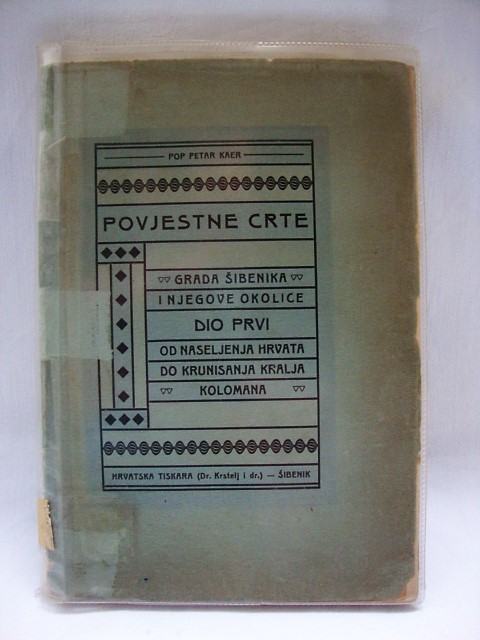 POP PETAR KAER
POVJESTNE CRTE
GRADA ŠIBENIKA
I NJEGOVE OKOLICE
DIO PRVI
OD NASELJENJA HRVATA
DO KRUNISANJA KRALJA
KOLOMANA
HRVATSKA TISKARA (Dr. Krstelj i dr.) — ŠIBENIK